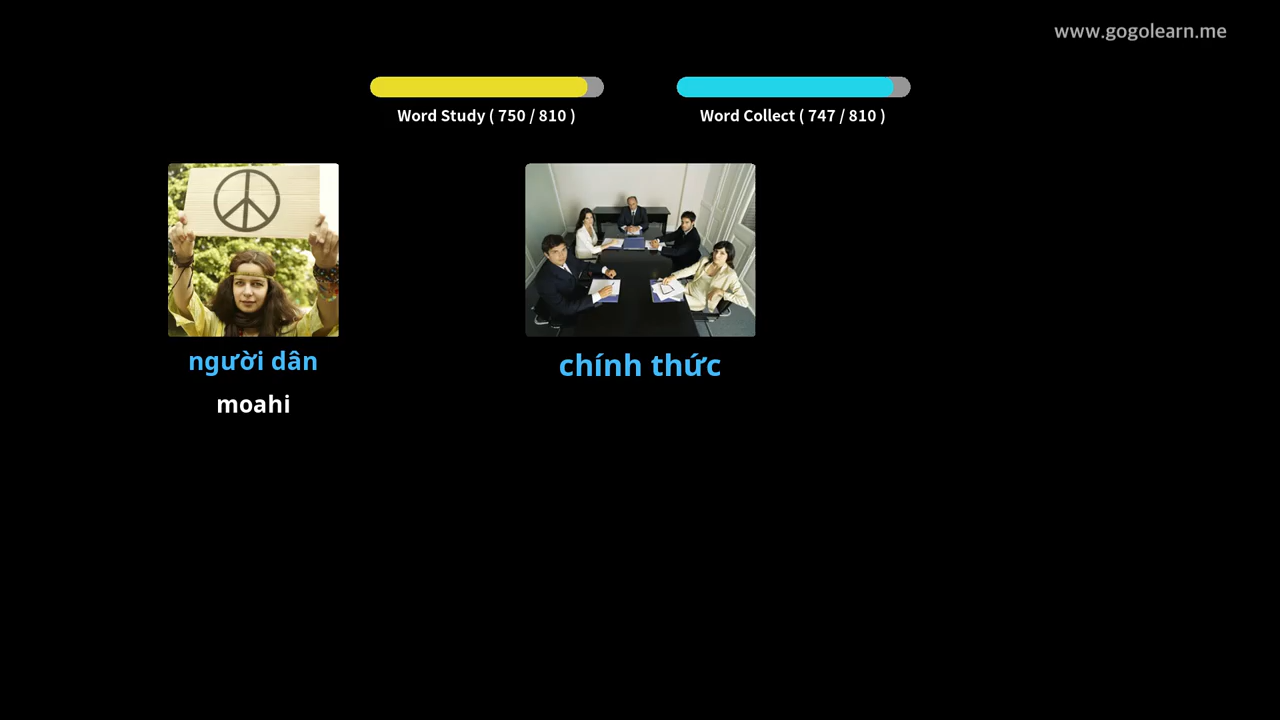 www.gogolearn.me
Word Study ( 750 / 810 )
Word Collect ( 747 / 810 )
người dân
moahi
chính thức